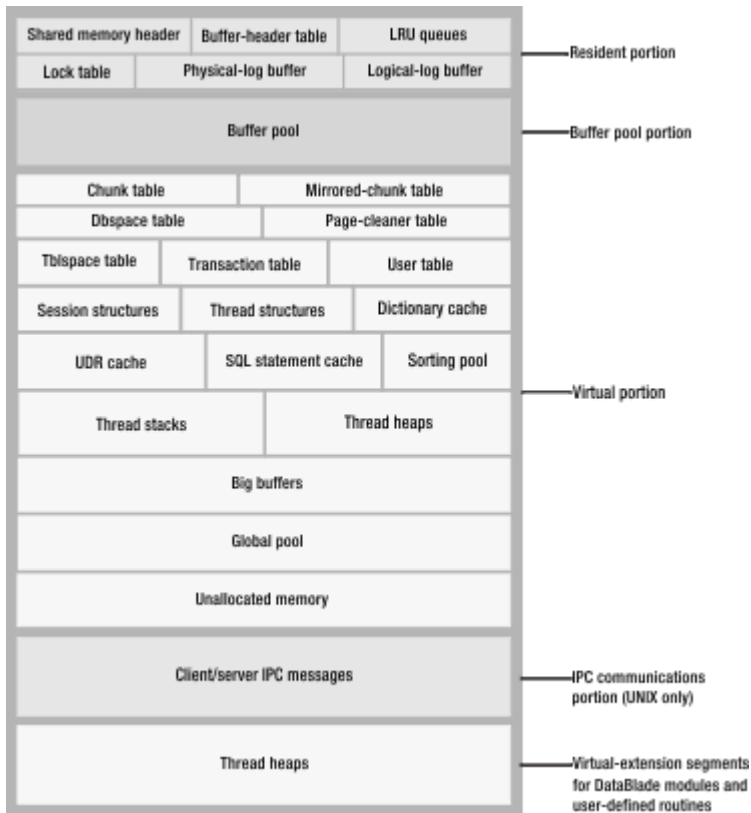 Shared memory header
Buffer-header table
LRU queues
Resident portion
Lock table
Physical-log buffer
Logical-log buffer
Buffer pool
Buffer pool portion
Chunk table
Mirrored-chunk table
Dbspace table
Page-cleaner table
Tblspace table
Transaction table
User table
Session structures
Thread structures
Dictionary cache
UDR cache
SQL statement cache
Sorting pool
Virtual portion
Thread stacks
Thread heaps
Big buffers
Global pool
Unallocated memory
Client/server IPC messages
IPC communications
portion (UNIX only)
Thread heaps
Virtual-extension segments
for DataBlade modules and
user-defined routines